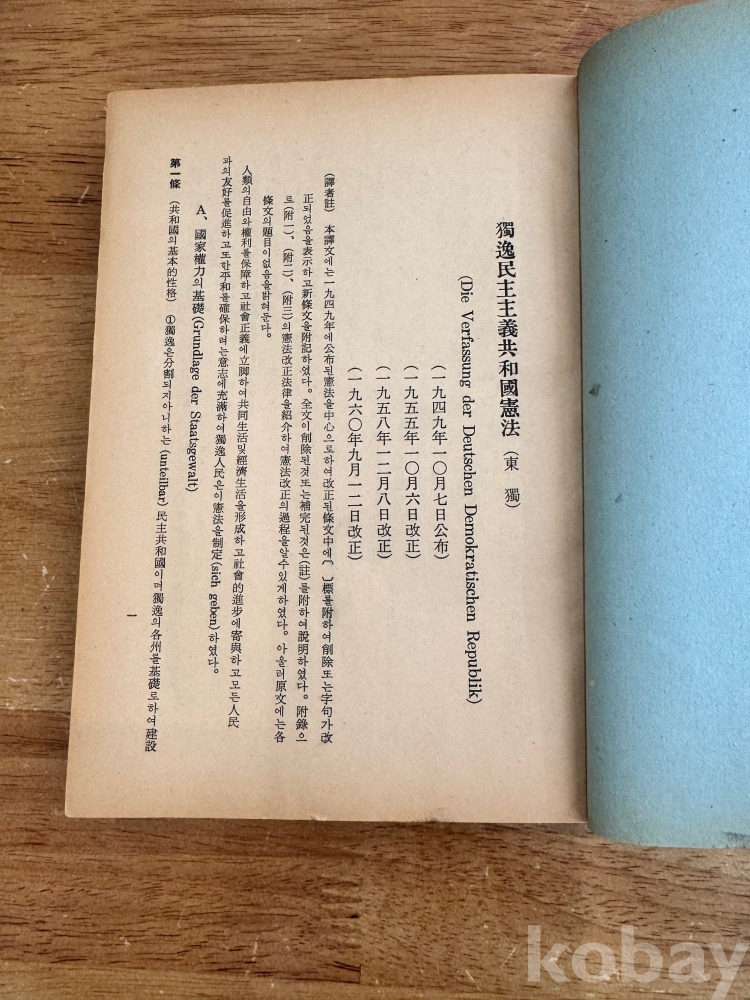 獨逸民主主義共和國憲法 (東 獨)
(Die Verfassung der Deutschen Demokratischen Republik)
(一九四九年一〇月七日公布)
(一九五五年一〇月六日改正)
(一九五八年一二月八日改正)
(一九六〇年九月一二日改正)
(譯者註) 本譯文에는一九四九年에公布된憲法을中心으로하여改正된條文中에〔 〕標를附하여削除또는字句가改
正되었음을表示하고新條文을附記하였다。全文이削除된것또는補完된것은(註)를附하여說明하였다。附錄으
로(附一)、(附二)、(附三)의憲法改正法律을紹介하여憲法改正의過程을알수있게하였다。아울러原文에는各
條文의題目이없음을밝혀둔다。
人類의自由와權利를保障하고社會正義에立脚하여共同生活및經濟生活을形成하고社會的進步에寄與하고모든人民
과의友好를促進하고또한平和를確保하려는意志에充滿하여獨逸人民은이憲法을制定(sich geben)하였다。
A、國家權力의基礎(Grundlage der Staatsgewalt)
第一條 (共和國의基本的性格) ①獨逸은分割되지아니하는(unteilbar)民主共和國이며獨逸의各州를基礎로하여建設
一
kobay